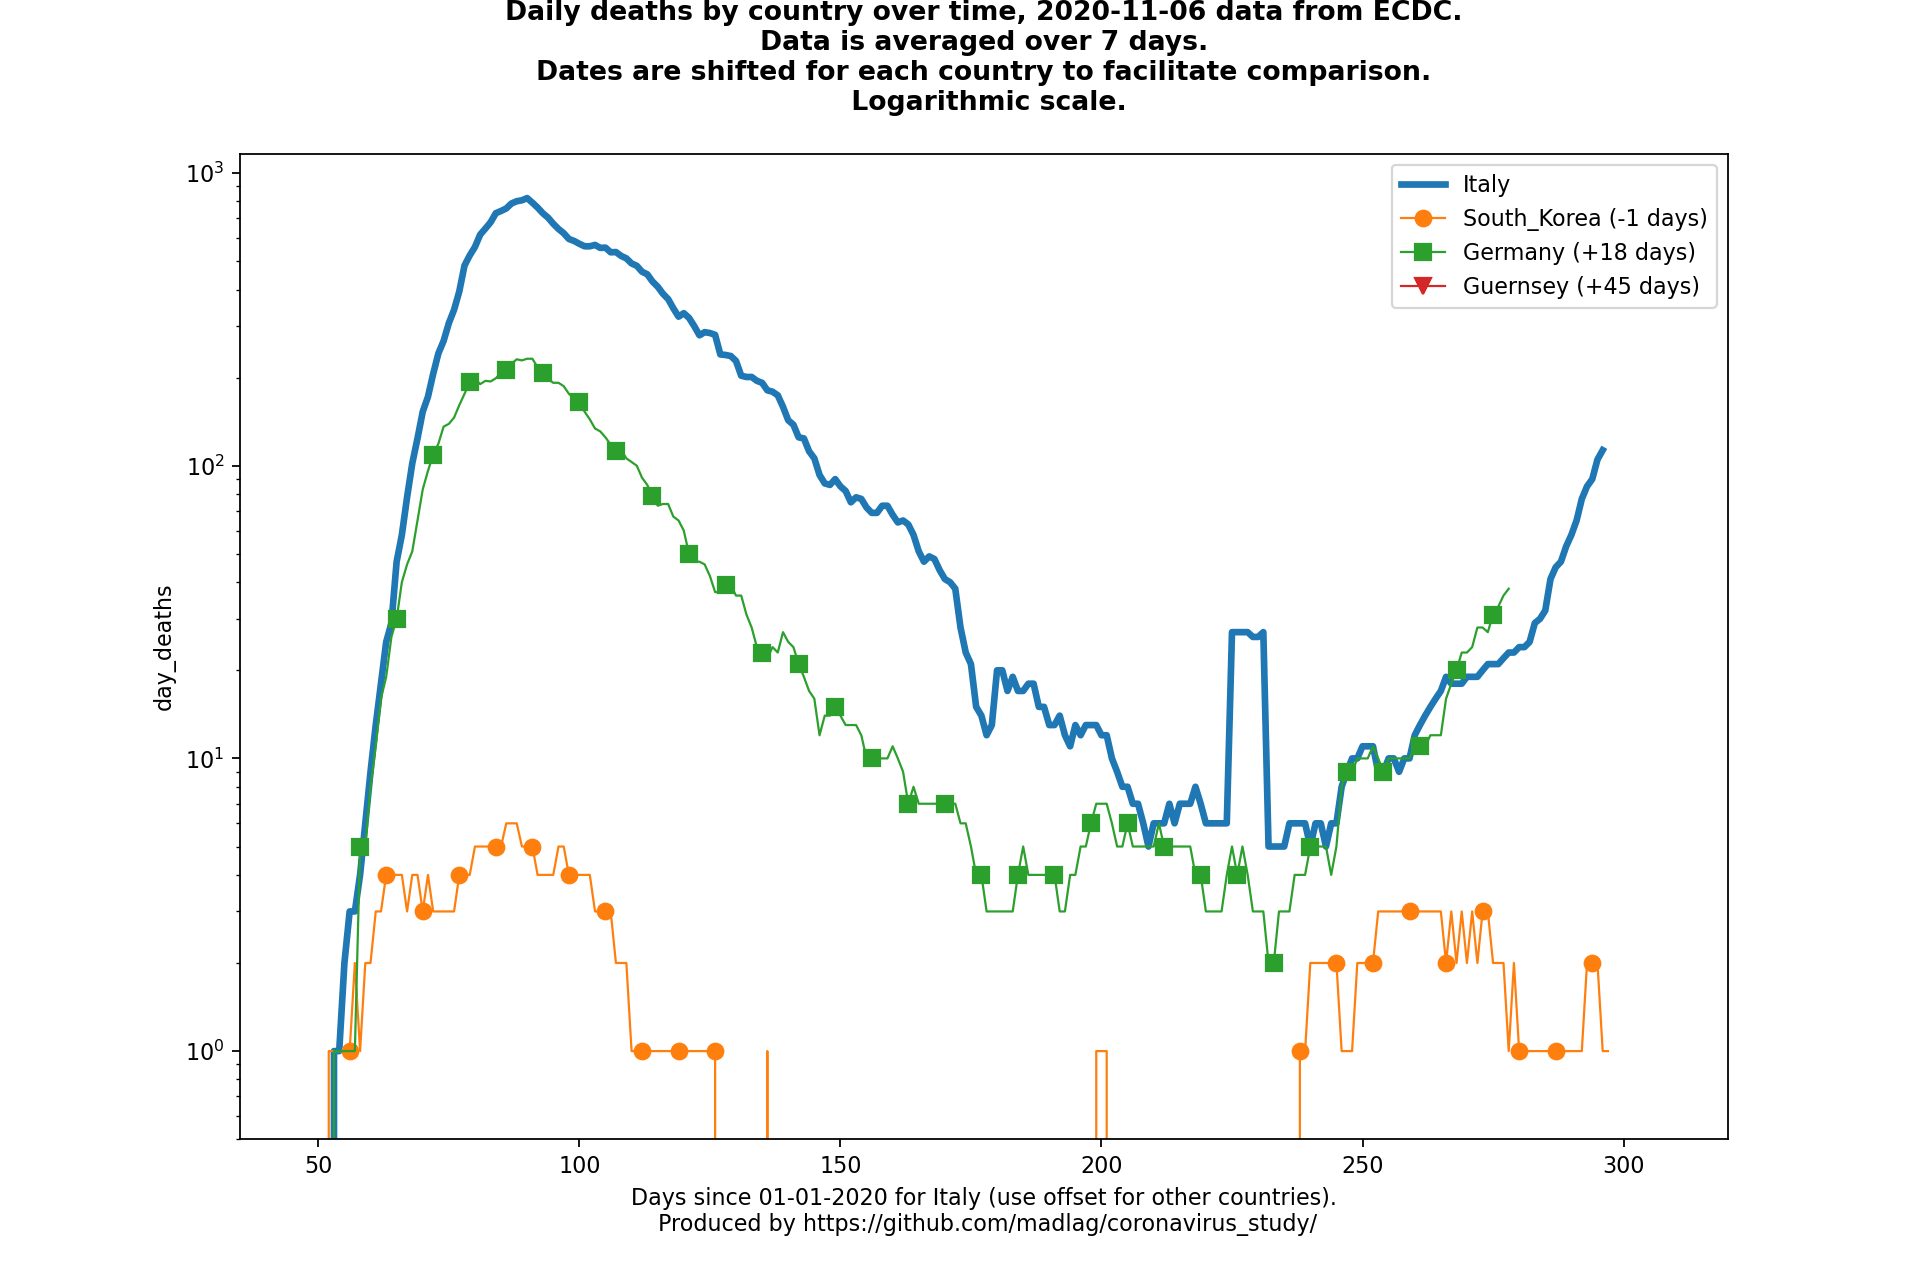 Daily deaths by country over time, 2020-11-06 data from ECDC.
Data is averaged over 7 days.
Dates are shifted for each country to facilitate comparison.
Logarithmic scale.
10³
10²
10¹
10⁰
day_deaths
Italy
South_Korea (-1 days)
Germany (+18 days)
Guernsey (+45 days)
50 100 150 200 250 300
Days since 01-01-2020 for Italy (use offset for other countries).
Produced by https://github.com/madlag/coronavirus_study/